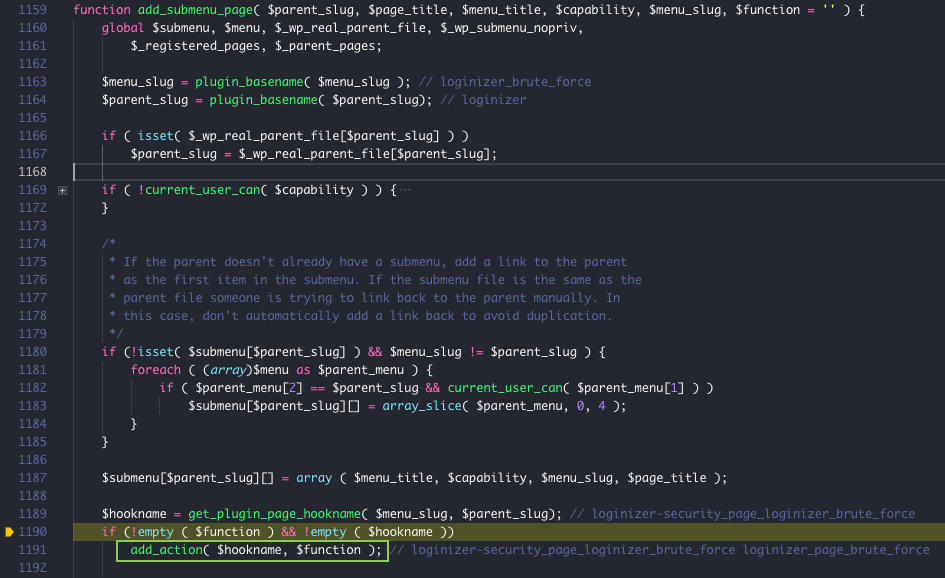 1159 function add_submenu_page( $parent_slug, $page_title, $menu_title, $capability, $menu_slug, $function = '' ) {
1160 global $submenu, $menu, $_wp_real_parent_file, $_wp_submenu_nopriv,
1161 $_registered_pages, $_parent_pages;
1162
1163 $menu_slug = plugin_basename( $menu_slug ); // loginizer_brute_force
1164 $parent_slug = plugin_basename( $parent_slug); // loginizer
1165
1166 if ( isset( $_wp_real_parent_file[$parent_slug] ) )
1167 $parent_slug = $_wp_real_parent_file[$parent_slug];
1168
1169 if ( !current_user_can( $capability ) ) {···
1172 }
1173
1174 /*
1175 * If the parent doesn't already have a submenu, add a link to the parent
1176 * as the first item in the submenu. If the submenu file is the same as the
1177 * parent file someone is trying to link back to the parent manually. In
1178 * this case, don't automatically add a link back to avoid duplication.
1179 */
1180 if (!isset( $submenu[$parent_slug] ) && $menu_slug != $parent_slug ) {
1181 foreach ( (array)$menu as $parent_menu ) {
1182 if ( $parent_menu[2] == $parent_slug && current_user_can( $parent_menu[1] ) )
1183 $submenu[$parent_slug][] = array_slice( $parent_menu, 0, 4 );
1184 }
1185 }
1186
1187 $submenu[$parent_slug][] = array ( $menu_title, $capability, $menu_slug, $page_title );
1188
1189 $hookname = get_plugin_page_hookname( $menu_slug, $parent_slug); // loginizer-security_page_loginizer_brute_force
1190 if (!empty ( $function ) && !empty ( $hookname ))
1191 add_action( $hookname, $function ); // loginizer-security_page_loginizer_brute_force loginizer_page_brute_force
1192